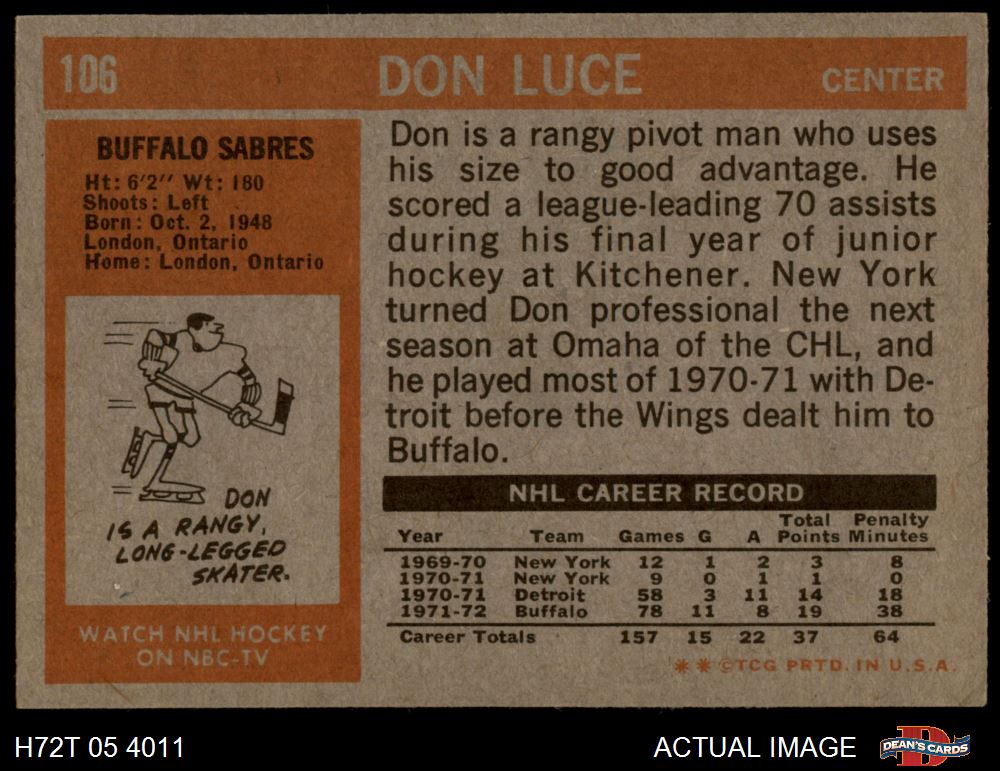 106 DON LUCE CENTER
BUFFALO SABRES
Ht: 6'2" Wt: 180
Shoots: Left
Born: Oct. 2, 1948
London, Ontario
Home: London, Ontario
DON
IS A RANGY,
LONG-LEGGED
SKATER.
WATCH NHL HOCKEY
ON NBC-TV
Don is a rangy pivot man who uses
his size to good advantage. He
scored a league-leading 70 assists
during his final year of junior
hockey at Kitchener. New York
turned Don professional the next
season at Omaha of the CHL, and
he played most of 1970-71 with De-
troit before the Wings dealt him to
Buffalo.
NHL CAREER RECORD
Year Team Games G A Total Points Penalty Minutes
1969-70 New York 12 1 2 3 8
1970-71 New York 9 0 1 1 0
1970-71 Detroit 58 3 11 14 18
1971-72 Buffalo 78 11 8 19 38
Career Totals 157 15 22 37 64
✱ ✱ ©TCG PRTD. IN U.S.A.
H72T 05 4011 ACTUAL IMAGE DEAN'S CARDS